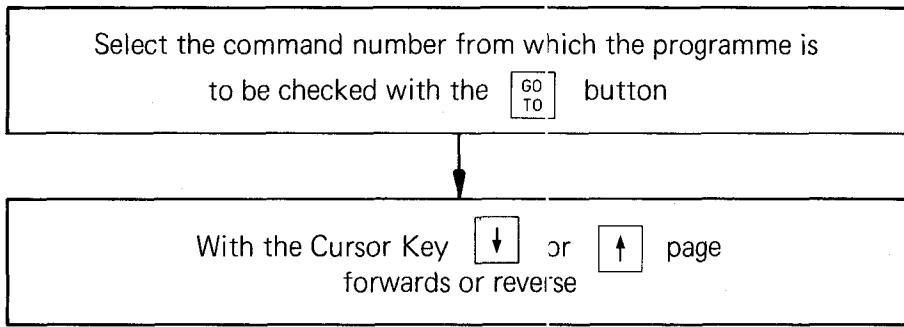 Select the command number from which the programme is
to be checked with the GO TO button
With the Cursor Key ↓ or ↑ page
forwards or reverse